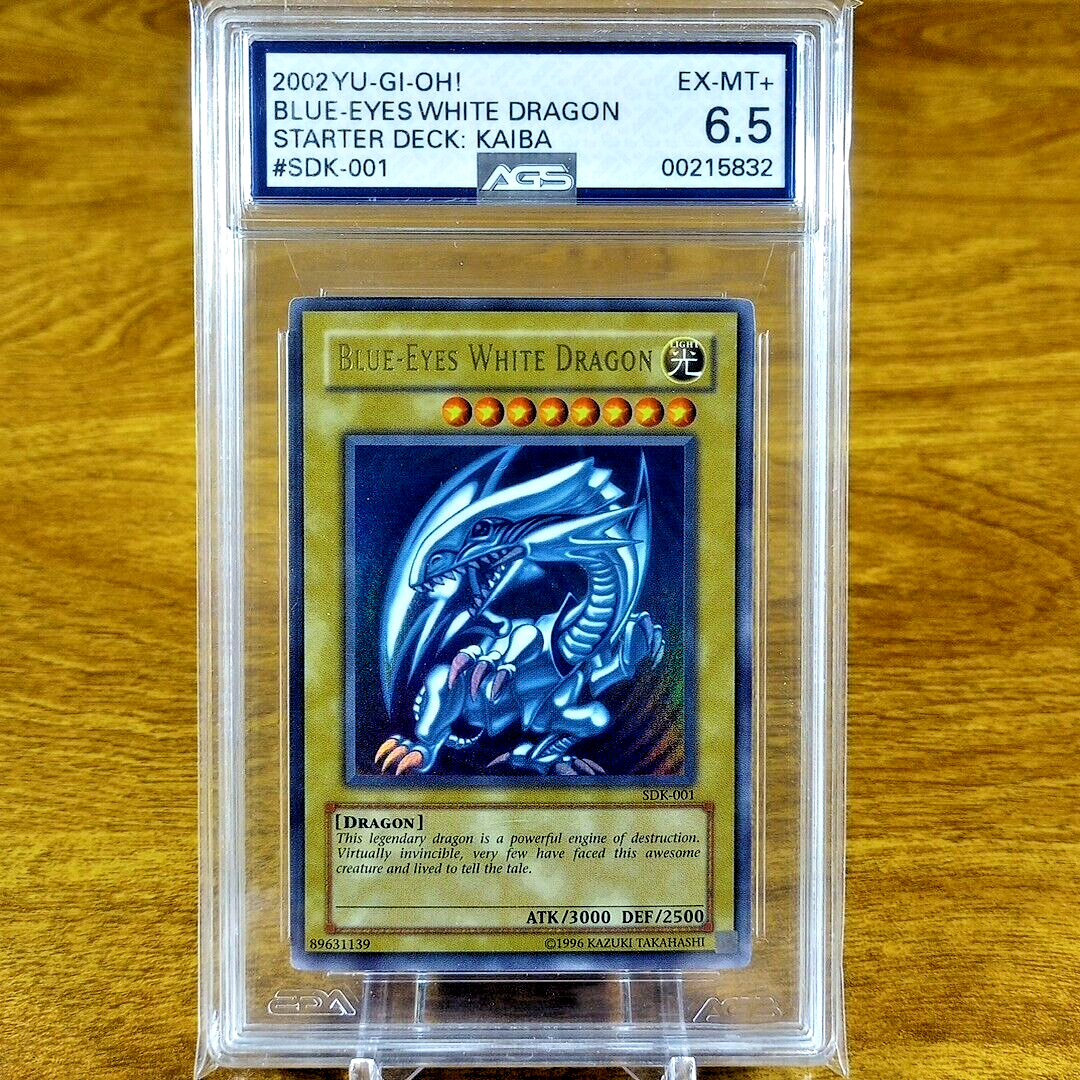 2002 YU-GI-OH!
EX-MT+
BLUE-EYES WHITE DRAGON
6.5
STARTER DECK: KAIBA
#SDK-001
AGS
00215832
BLUE-EYES WHITE DRAGON
LIGHT
光
SDK-001
[DRAGON]
This legendary dragon is a powerful engine of destruction.
Virtually invincible, very few have faced this awesome
creature and lived to tell the tale.
ATK/3000 DEF/2500
89631139
©1996 KAZUKI TAKAHASHI
AGS